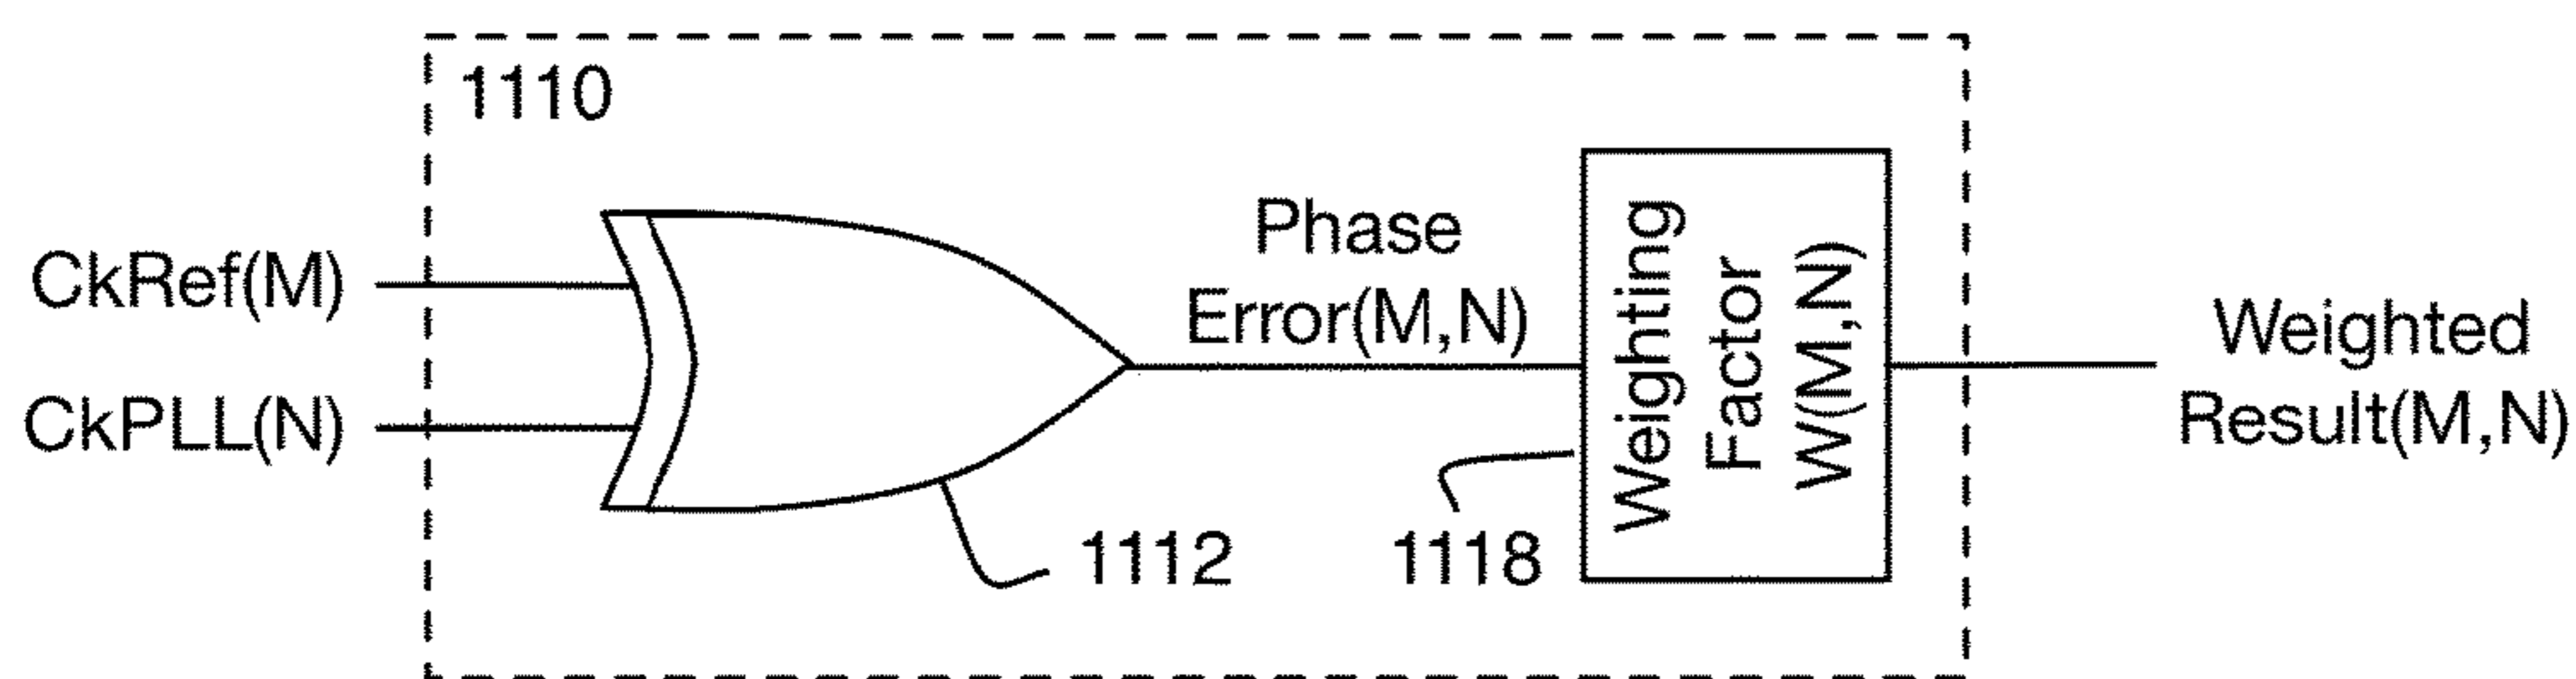 1110
CkRef(M)
CkPLL(N)
Phase
Error(M,N)
1112
1118
Weighting
Factor
W(M,N)
Weighted
Result(M,N)